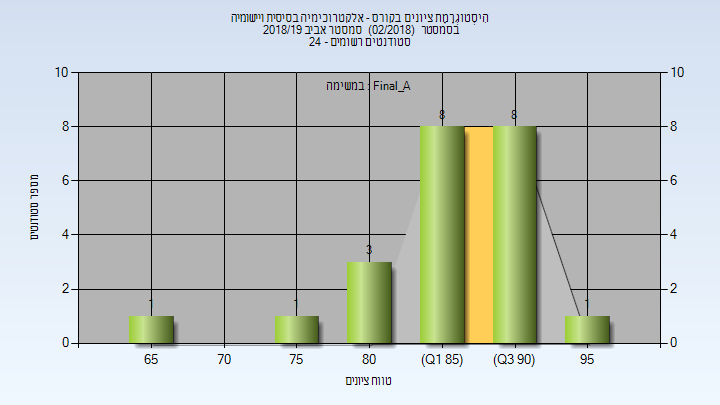 היסטוגרמת ציונים בקורס - אלקטרוכימיה בסיסית ויישומיה
בסמסטר (02/2018) סמסטר אביב 2018/19
סטודנטים רשומים - 24
במשימה : Final_A
10 10
8 8
6 6
4 4
2 2
0 0
1 1 3 8 8 1
65 70 75 80 (Q1 85) (Q3 90) 95
מספר סטודנטים
טווח ציונים